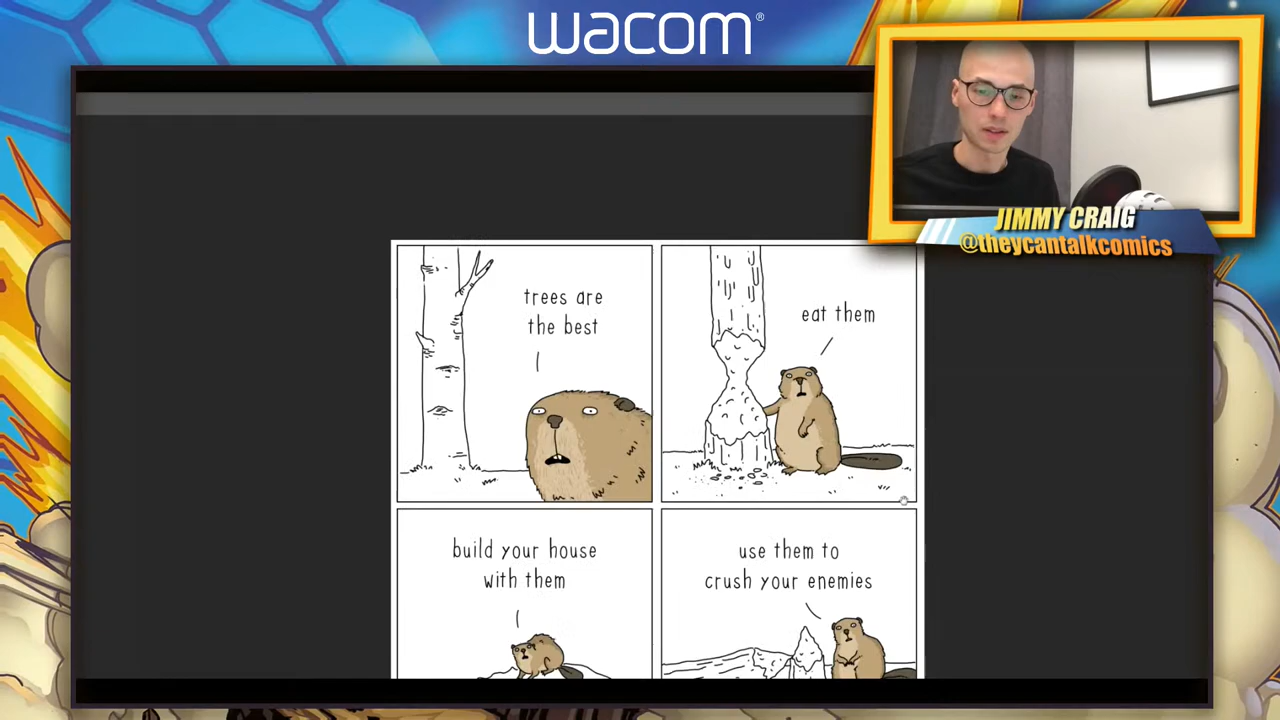 wacom®
JIMMY CRAIG
@theycantalkcomics
trees are
the best
eat them
build your house
with them
use them to
crush your enemies